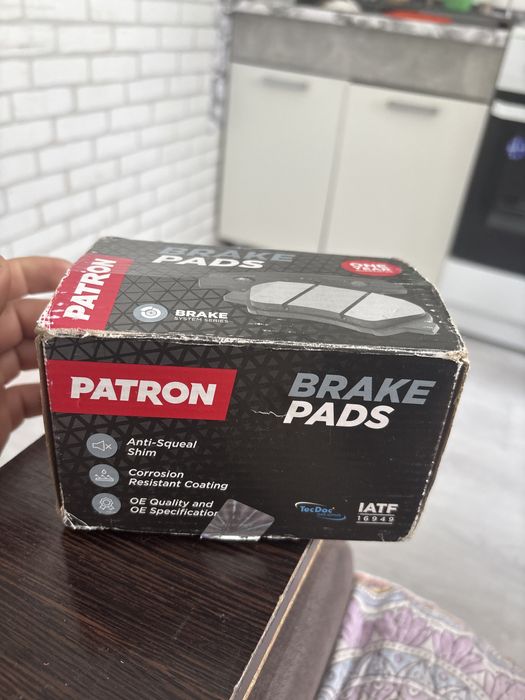 PATRON
BRAKE
PADS
ONE
YEAR
BRAKE
SYSTEM SERIES
PATRON
BRAKE
PADS
Anti-Squeal
Shim
Corrosion
Resistant Coating
OE Quality and
OE Specification
TecDoc
IATF
16949